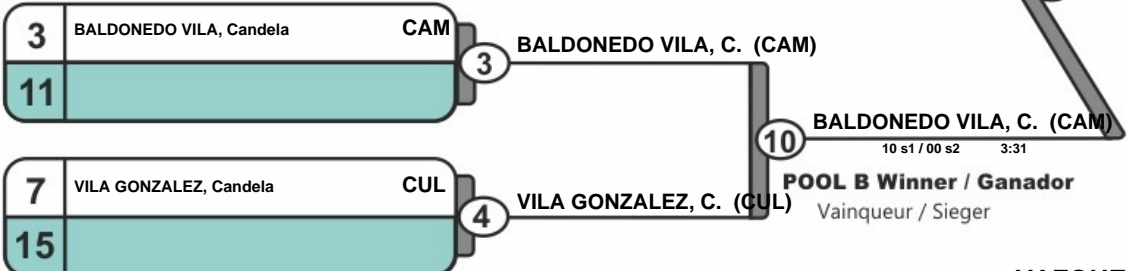 3 BALDONEDO VILA, Candela CAM
11
3
BALDONEDO VILA, C. (CAM)
7 VILA GONZALEZ, Candela CUL
15
4
VILA GONZALEZ, C. (CUL)
10
BALDONEDO VILA, C. (CAM)
10 s1 / 00 s2 3:31
POOL B Winner / Ganador
Vainqueur / Sieger